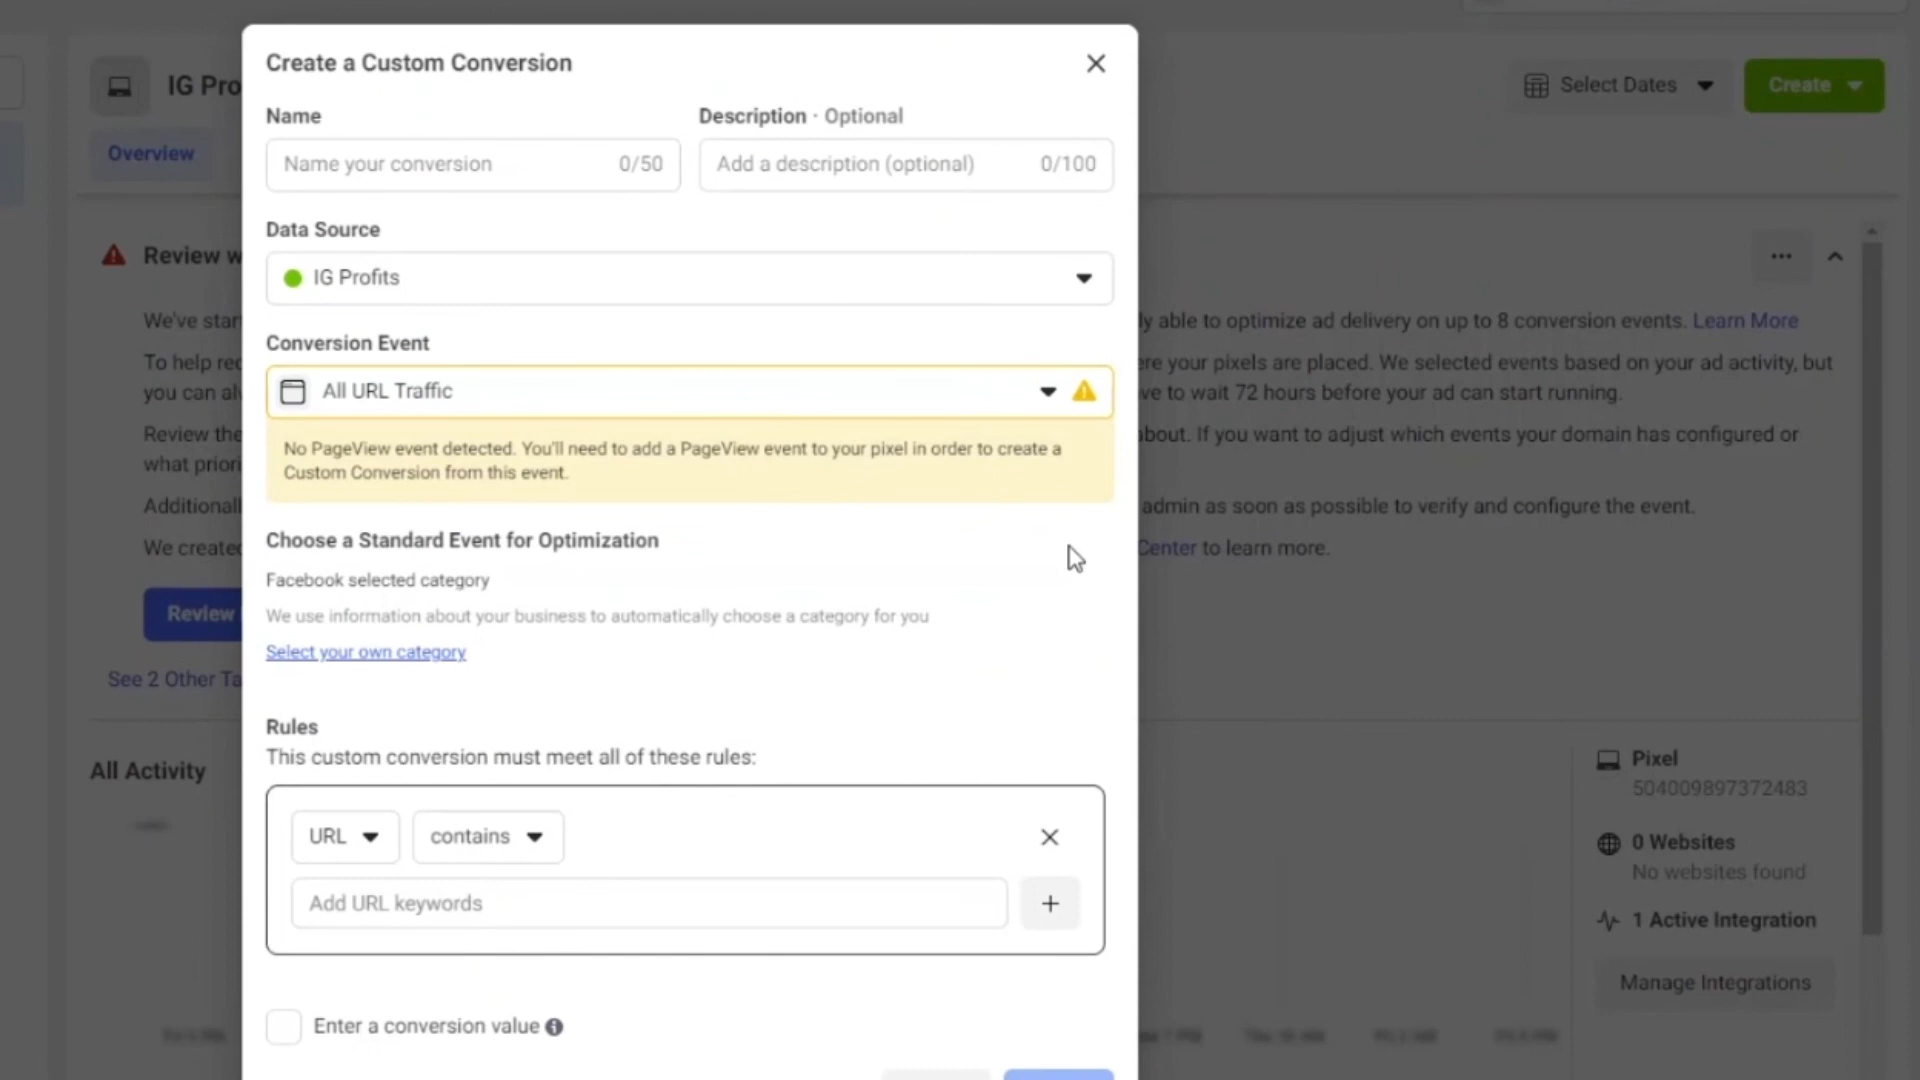 Create a Custom Conversion
IG Pro
Select Dates
Create
Name
Description · Optional
Overview
Name your conversion 0/50
Add a description (optional) 0/100
Data Source
Review w
IG Profits
We've star
ly able to optimize ad delivery on up to 8 conversion events. Learn More
Conversion Event
To help red
ere your pixels are placed. We selected events based on your ad activity, but
you can al
ve to wait 72 hours before your ad can start running.
All URL Traffic
Review the
bout. If you want to adjust which events your domain has configured or
what priori
No PageView event detected. You'll need to add a PageView event to your pixel in order to create a
Custom Conversion from this event.
Additionall
admin as soon as possible to verify and configure the event.
We created
Center to learn more.
Choose a Standard Event for Optimization
Facebook selected category
We use information about your business to automatically choose a category for you
Review
Select your own category
See 2 Other Ta
Rules
This custom conversion must meet all of these rules:
All Activity
Pixel
504009897372483
URL
contains
0 Websites
No websites found
Add URL keywords
+
1 Active Integration
Manage Integrations
Enter a conversion value